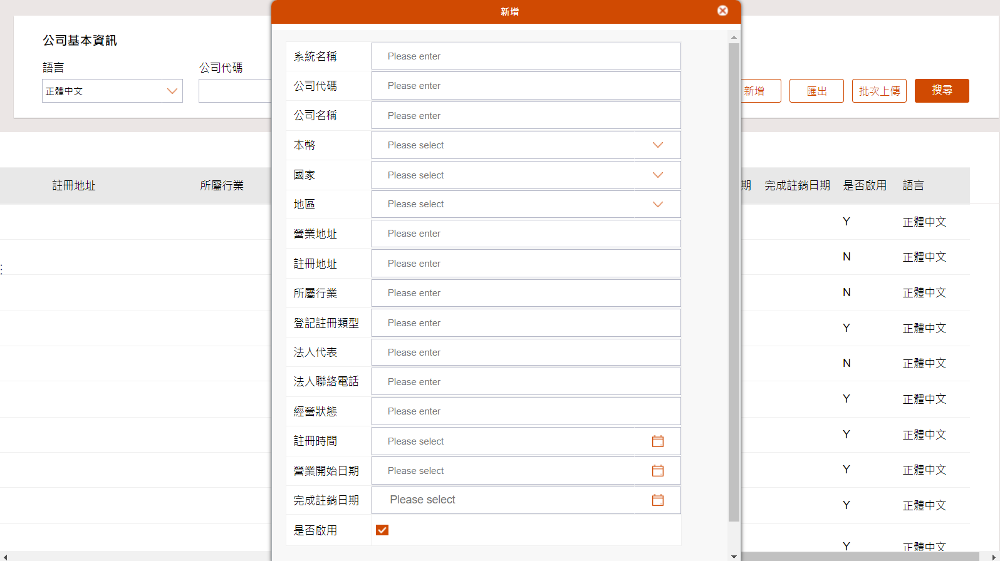 新增
公司基本資訊
語言
公司代碼
正體中文
新增
匯出
批次上傳
搜尋
註冊地址
所屬行業
期
完成註銷日期
是否啟用
語言
Y
正體中文
N
正體中文
N
正體中文
Y
正體中文
N
正體中文
Y
正體中文
Y
正體中文
Y
正體中文
Y
正體中文
Y
正體中文
系統名稱
Please enter
公司代碼
Please enter
公司名稱
Please enter
本幣
Please select
國家
Please select
地區
Please select
營業地址
Please enter
註冊地址
Please enter
所屬行業
Please enter
登記註冊類型
Please enter
法人代表
Please enter
法人聯絡電話
Please enter
經營狀態
Please enter
註冊時間
Please select
營業開始日期
Please select
完成註銷日期
Please select
是否啟用